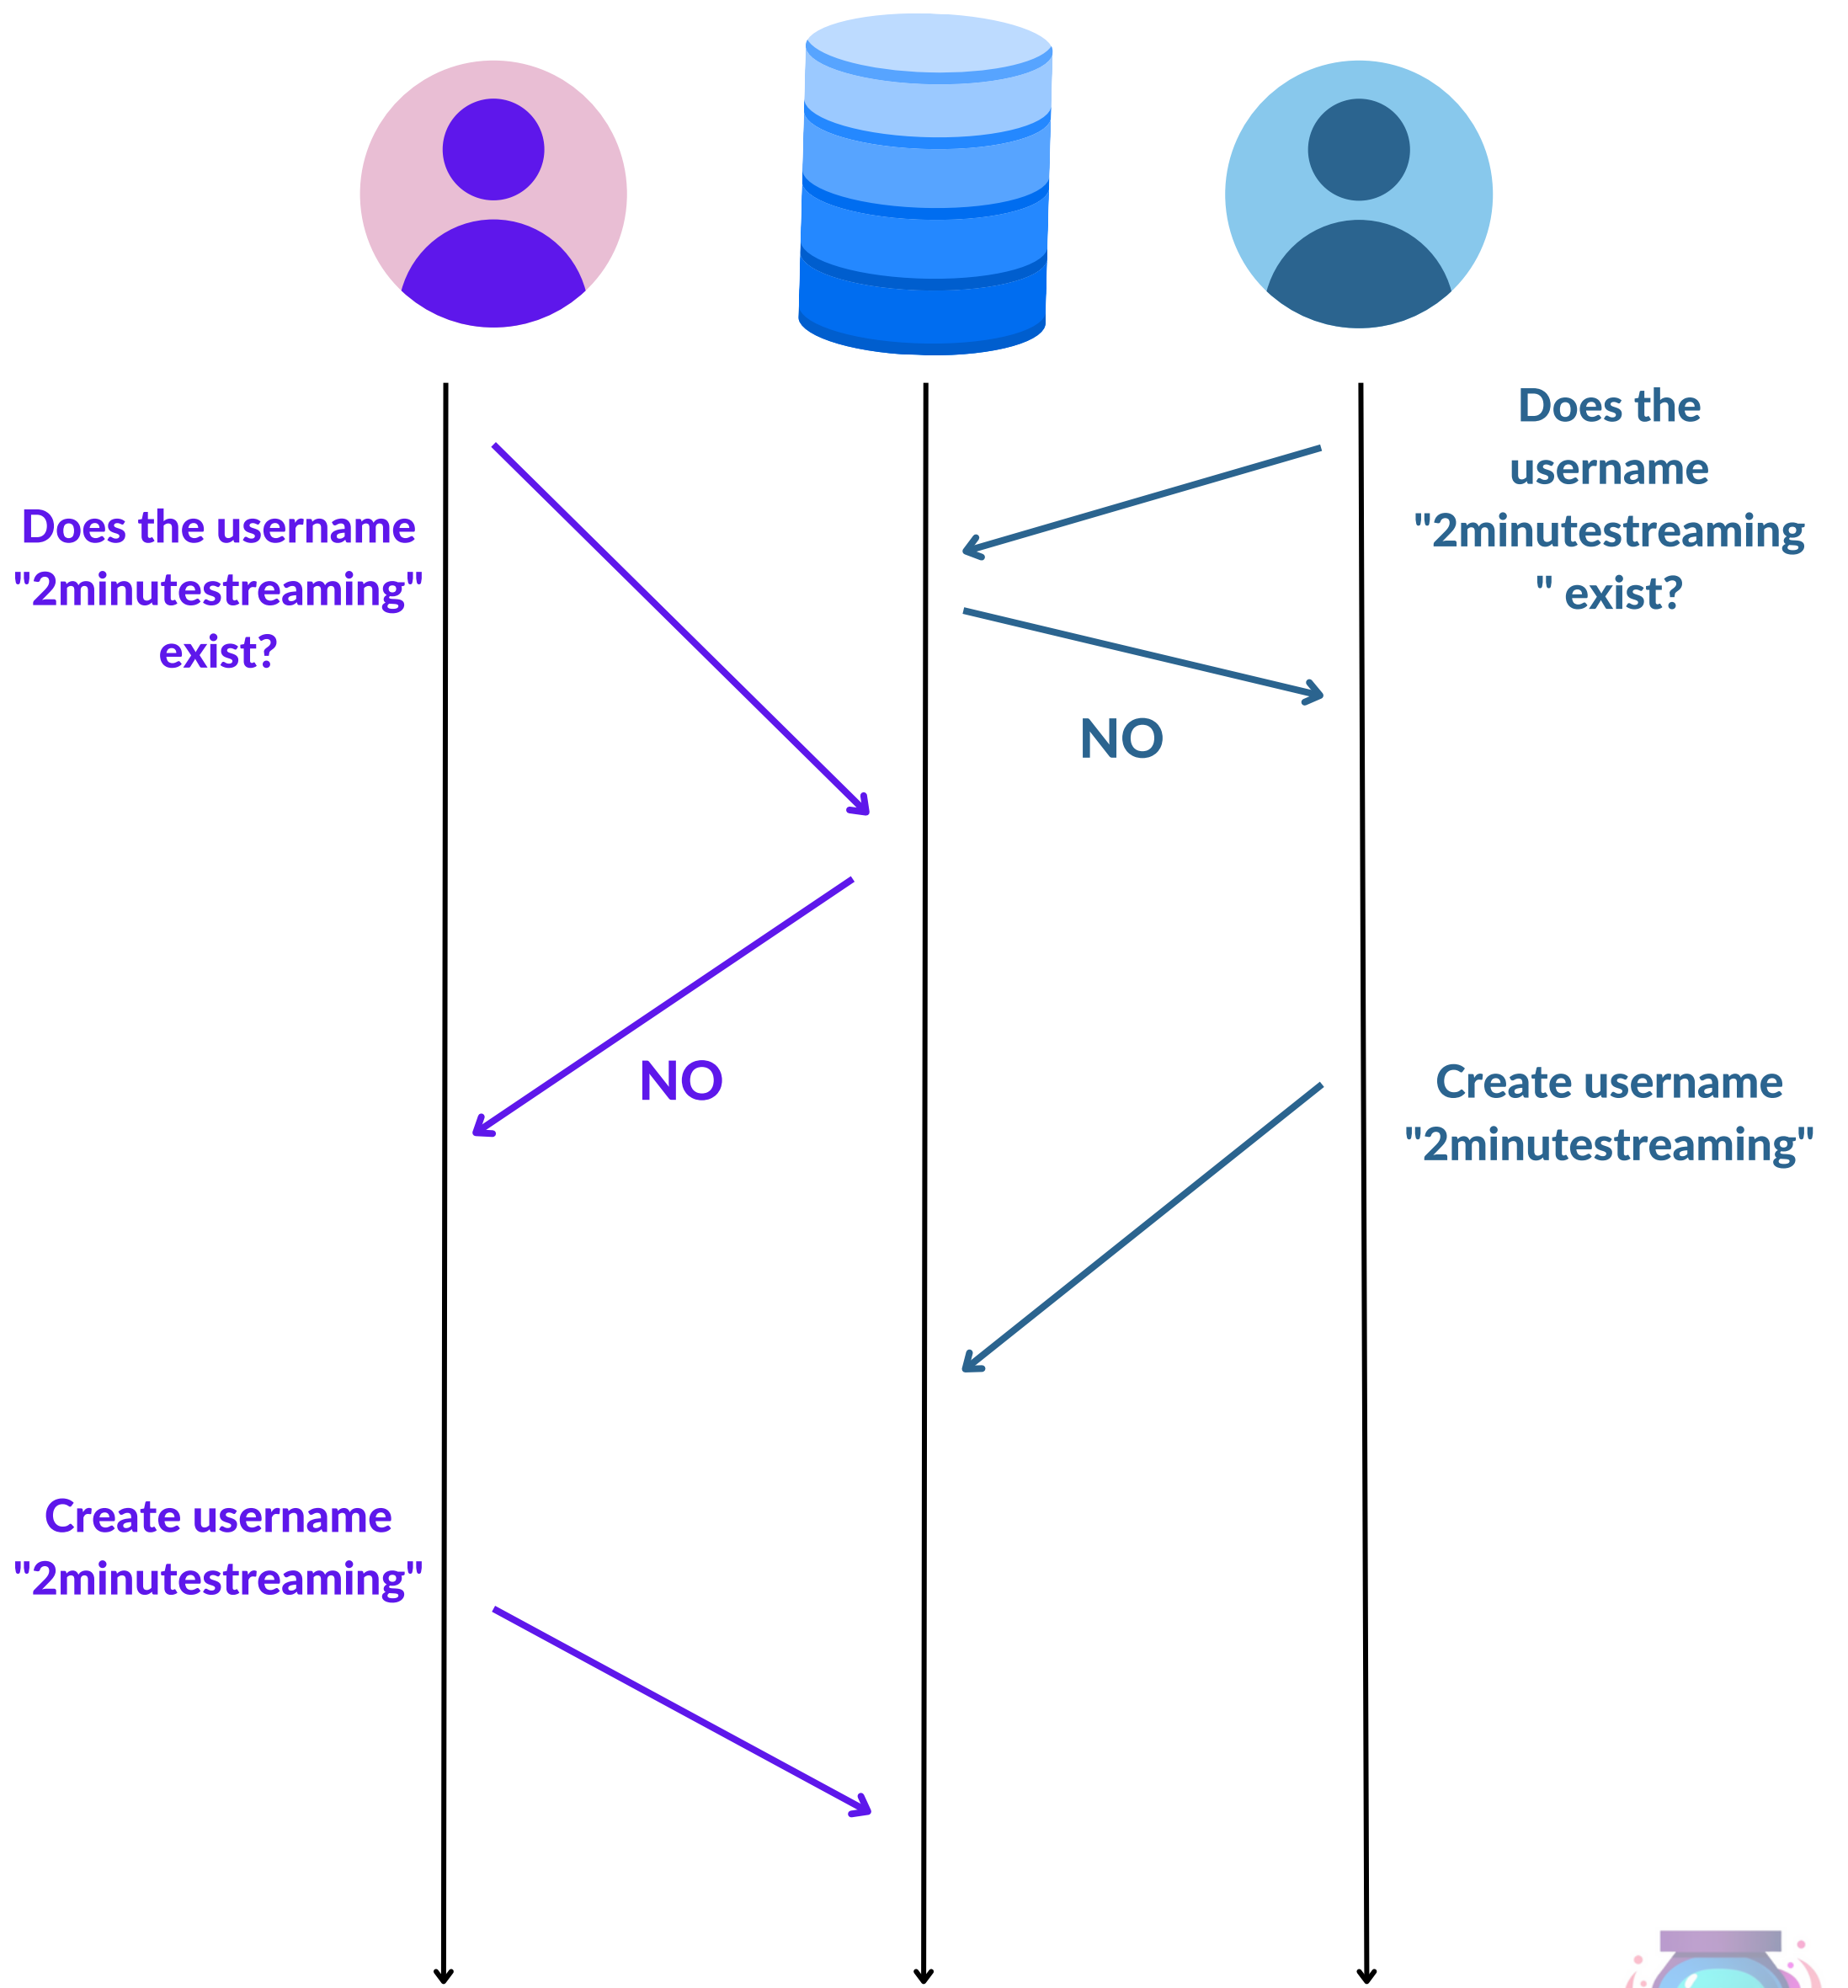 Does the
username
"2minutestreaming
" exist?
Does the username
"2minutestreaming"
exist?
NO
NO
Create username
"2minutestreaming"
Create username
"2minutestreaming"